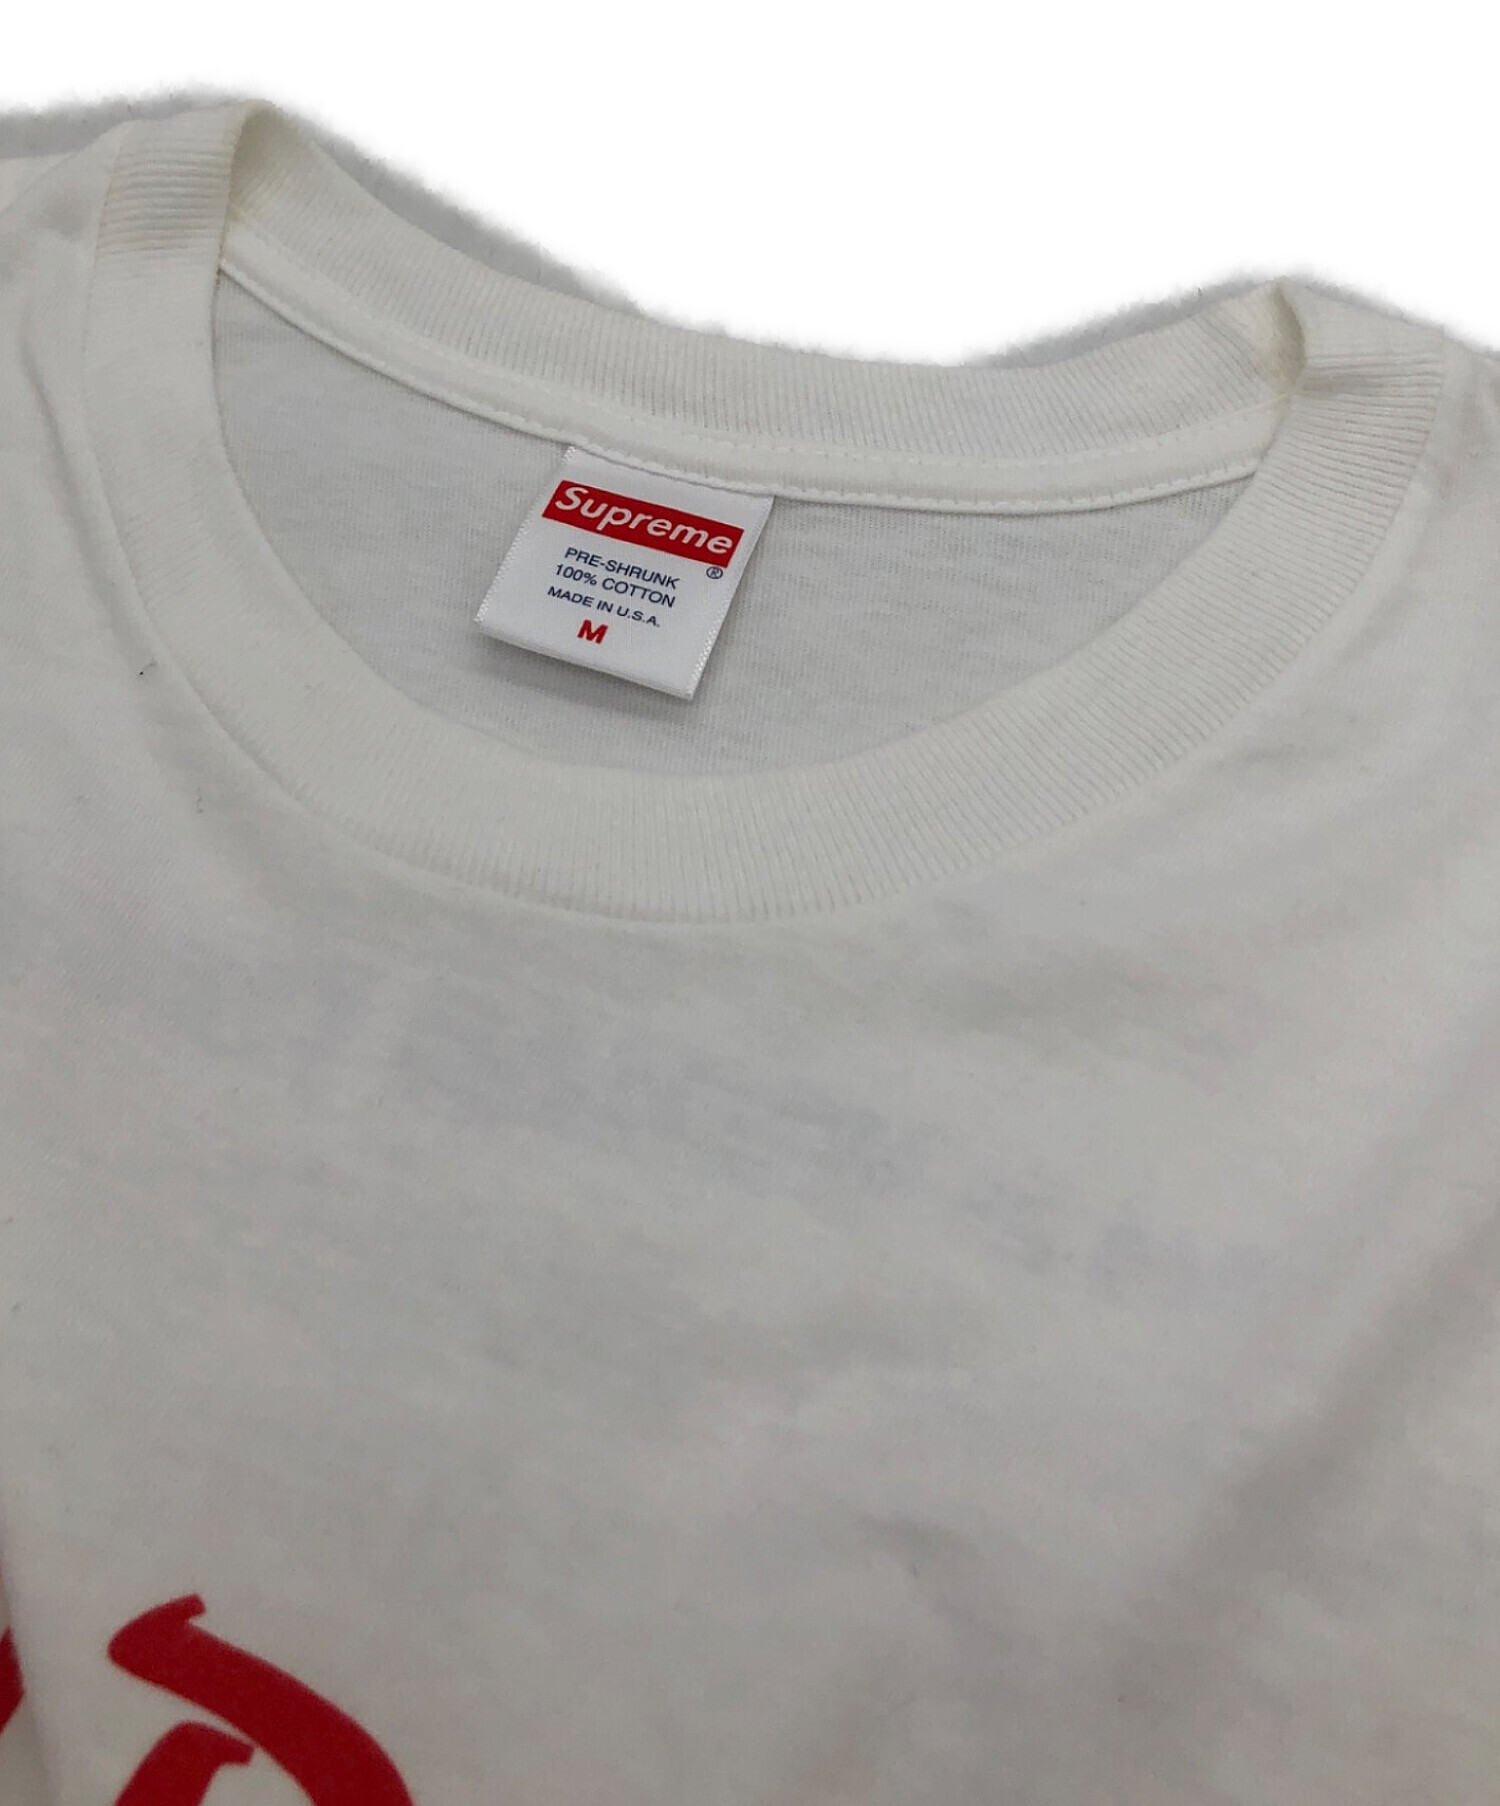 Supreme
®
PRE-SHRUNK
100% COTTON
MADE IN U.S.A.
M